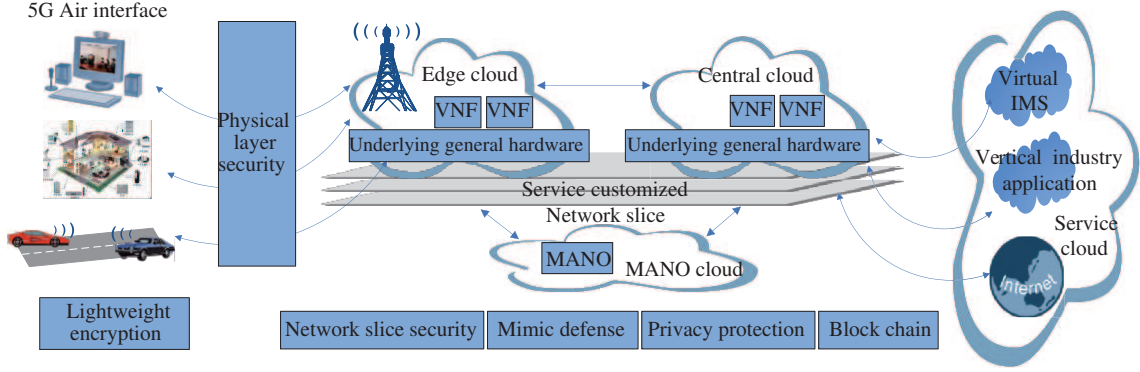 5G Air interface
Physical
layer
security
Edge cloud
VNF VNF
Underlying general hardware
Central cloud
VNF VNF
Underlying general hardware
Service customized
Network slice
MANO
MANO cloud
Virtual
IMS
Vertical industry
application
Service
cloud
Internet
Lightweight
encryption
Network slice security
Mimic defense
Privacy protection
Block chain